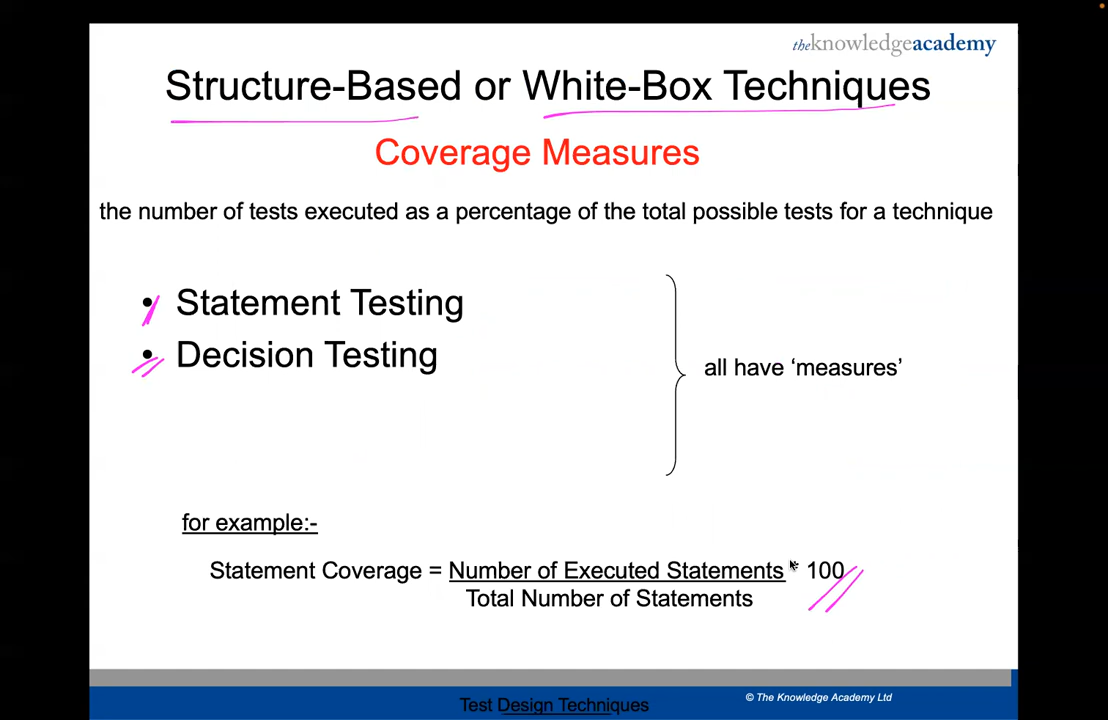 theknowledgeacademy
Structure-Based or White-Box Techniques
Coverage Measures
the number of tests executed as a percentage of the total possible tests for a technique
• Statement Testing
• Decision Testing
all have ‘measures’
for example:-
Statement Coverage = Number of Executed Statements * 100
Total Number of Statements
Test Design Techniques
© The Knowledge Academy Ltd